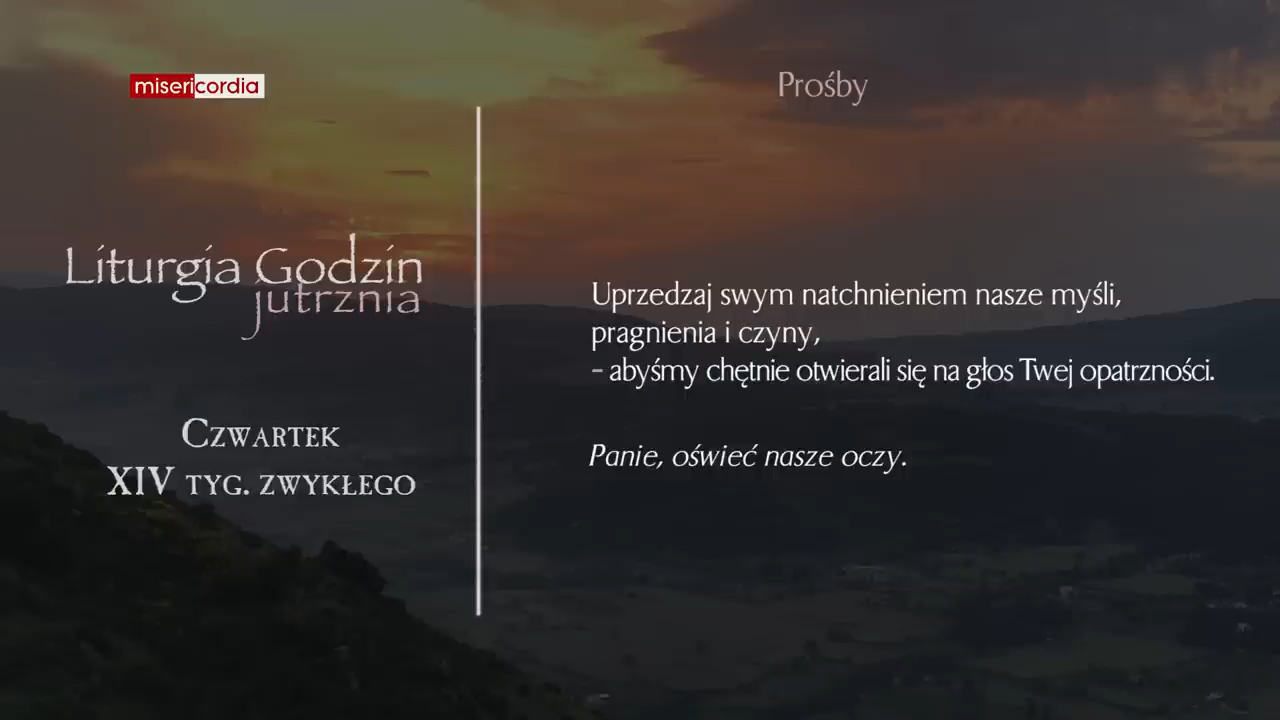 misericordia
Liturgia Godzin
jutrznia
Czwartek
XIV tyg. zwykłego
Prośby
Uprzedzaj swym natchnieniem nasze myśli,
pragnienia i czyny,
- abyśmy chętnie otwierali się na głos Twej opatrzności.
Panie, oświeć nasze oczy.